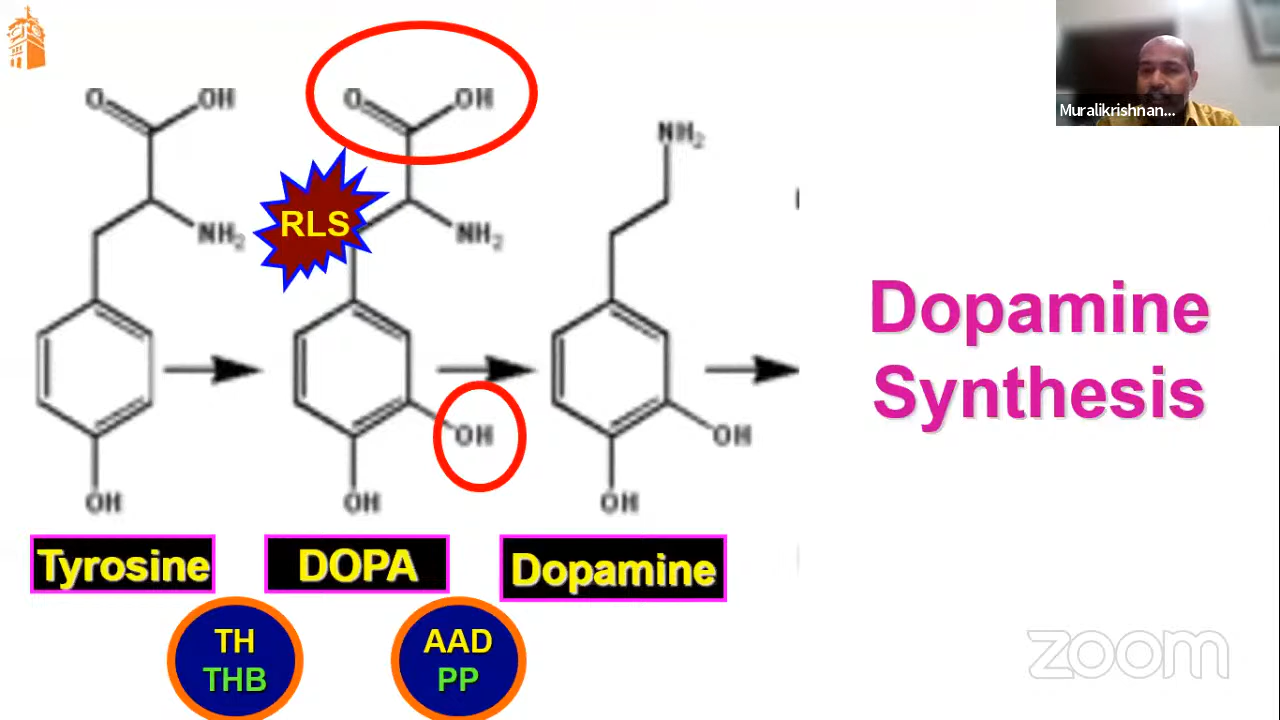 Muralikrishnan...
O
OH
NH2
OH
Tyrosine
O
OH
RLS
NH2
OH
OH
DOPA
NH2
OH
OH
Dopamine
TH
THB
AAD
PP
Dopamine
Synthesis
zoom